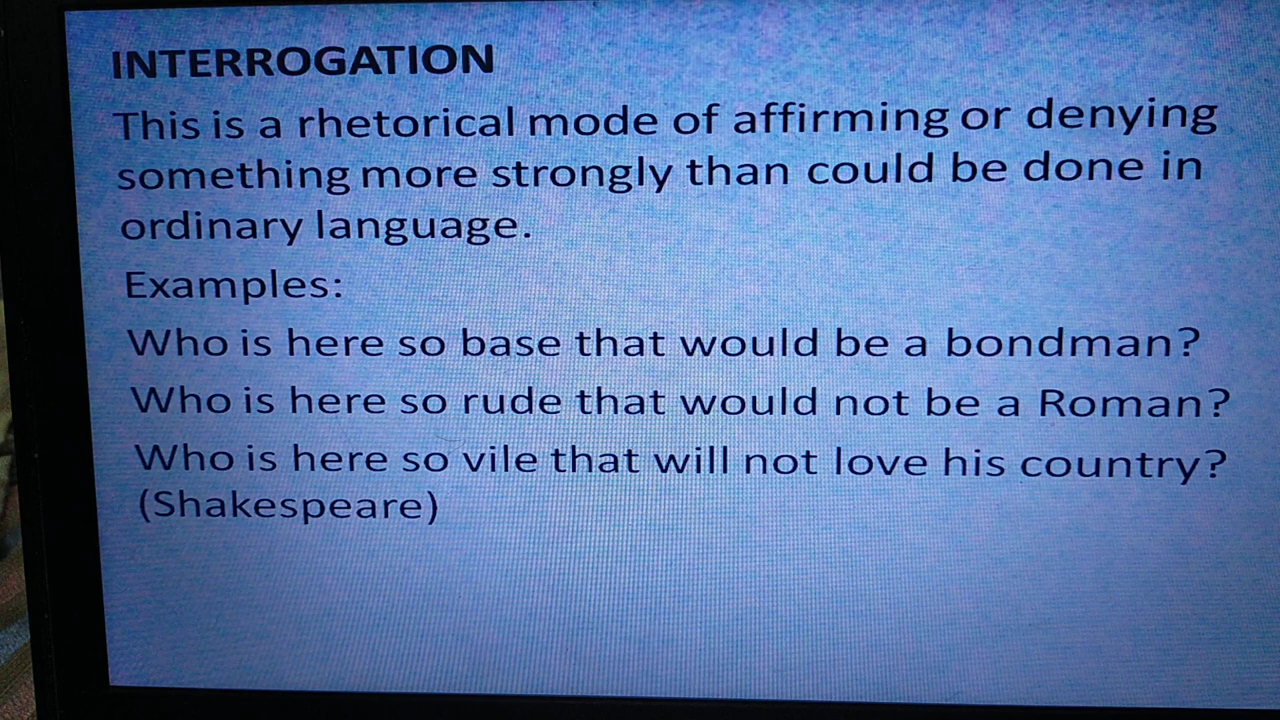 INTERROGATION
This is a rhetorical mode of affirming or denying
something more strongly than could be done in
ordinary language.
Examples:
Who is here so base that would be a bondman?
Who is here so rude that would not be a Roman?
Who is here so vile that will not love his country?
(Shakespeare)